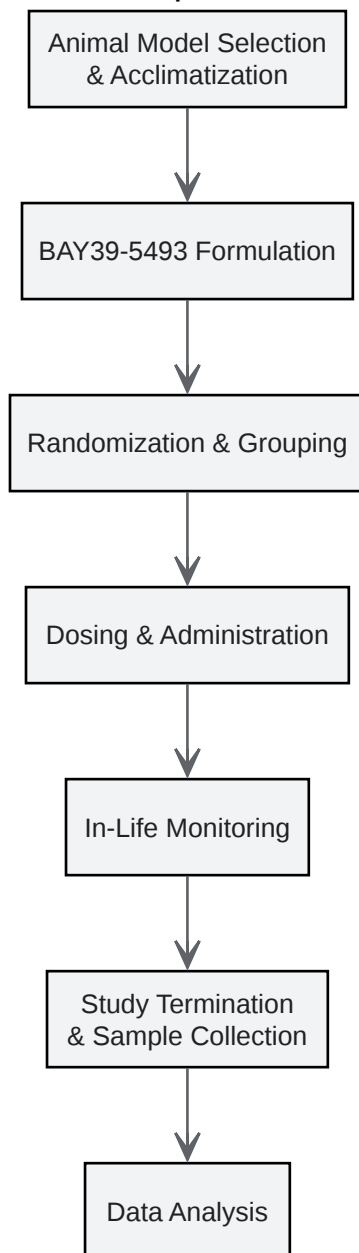 Animal Model Selection
& Acclimatization
BAY39-5493 Formulation
Randomization & Grouping
Dosing & Administration
In-Life Monitoring
Study Termination
& Sample Collection
Data Analysis